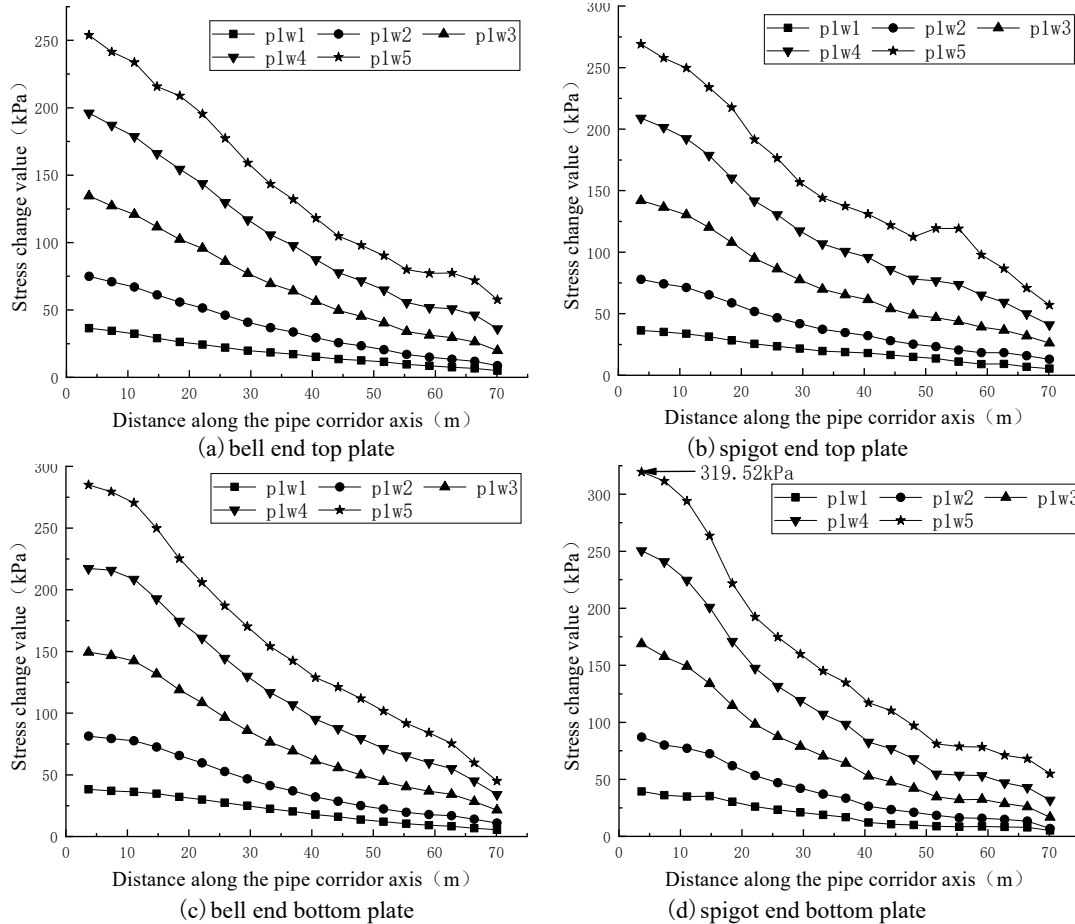 250
200
150
100
50
0
Stress change value（kPa）
p1w1 p1w2 p1w3
p1w4 p1w5
0 10 20 30 40 50 60 70
Distance along the pipe corridor axis（m）
(a) bell end top plate
300
250
200
150
100
50
0
Stress change value（kPa）
p1w1 p1w2 p1w3
p1w4 p1w5
0 10 20 30 40 50 60 70
Distance along the pipe corridor axis（m）
(b) spigot end top plate
300
250
200
150
100
50
0
Stress change value（kPa）
p1w1 p1w2 p1w3
p1w4 p1w5
0 10 20 30 40 50 60 70
Distance along the pipe corridor axis（m）
(c) bell end bottom plate
300
250
200
150
100
50
0
Stress change value（kPa）
319.52kPa
p1w1 p1w2 p1w3
p1w4 p1w5
0 10 20 30 40 50 60 70
Distance along the pipe corridor axis（m）
(d) spigot end bottom plate